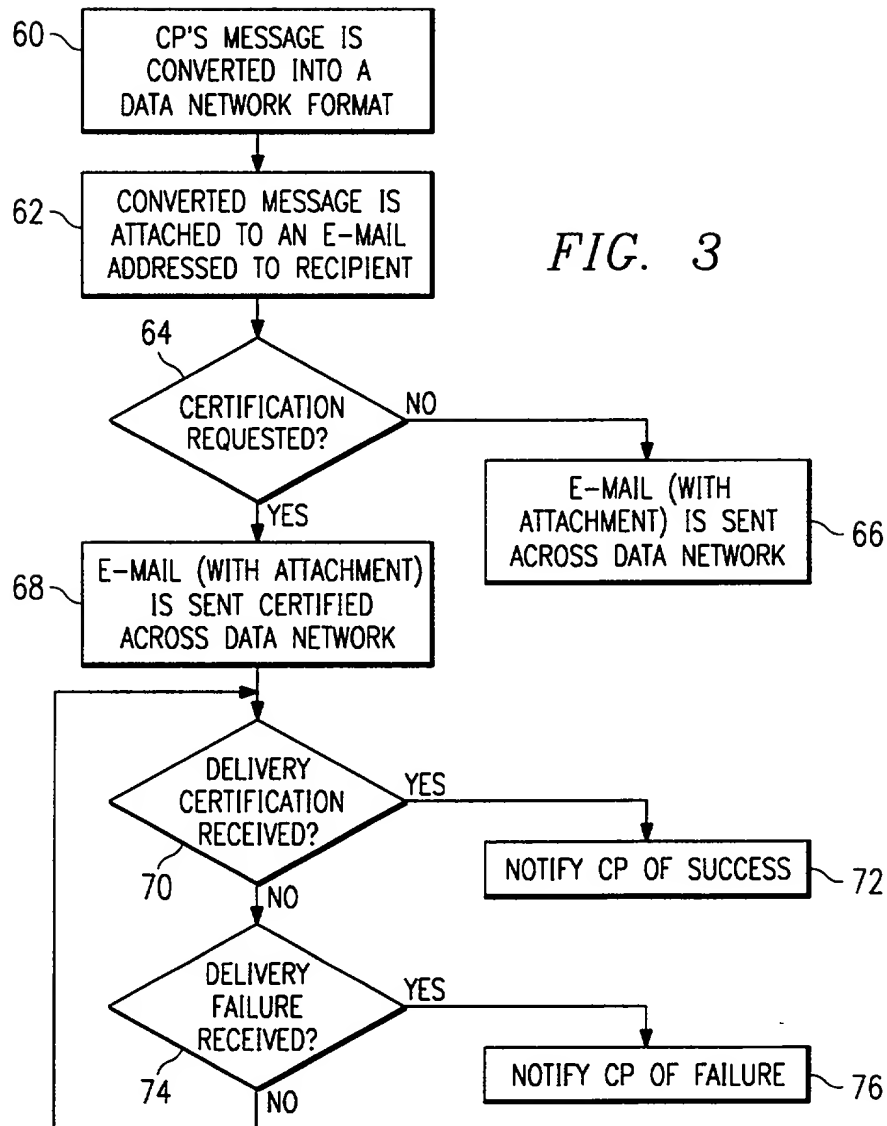 60
CP'S MESSAGE IS
CONVERTED INTO A
DATA NETWORK FORMAT
62
CONVERTED MESSAGE IS
ATTACHED TO AN E-MAIL
ADDRESSED TO RECIPIENT
FIG. 3
64
CERTIFICATION
REQUESTED?
NO
YES
E-MAIL (WITH
ATTACHMENT) IS SENT
ACROSS DATA NETWORK
66
68
E-MAIL (WITH ATTACHMENT)
IS SENT CERTIFIED
ACROSS DATA NETWORK
DELIVERY
CERTIFICATION
RECEIVED?
YES
70
NO
NOTIFY CP OF SUCCESS
72
DELIVERY
FAILURE
RECEIVED?
YES
74
NO
NOTIFY CP OF FAILURE
76